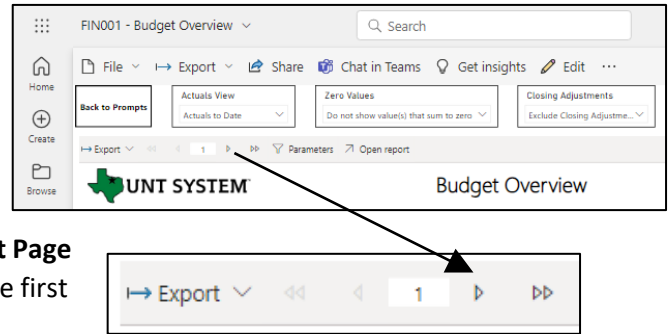 FIN001 - Budget Overview
Search
File Export Share Chat in Teams Get insights Edit ...
Home
Back to Prompts
Actuals View
Actuals to Date
Zero Values
Do not show value(s) that sum to zero
Closing Adjustments
Exclude Closing Adjustme...
Create
Export 1 Parameters Open report
Browse
UNT SYSTEM
Budget Overview
t Page
e first
Export 1